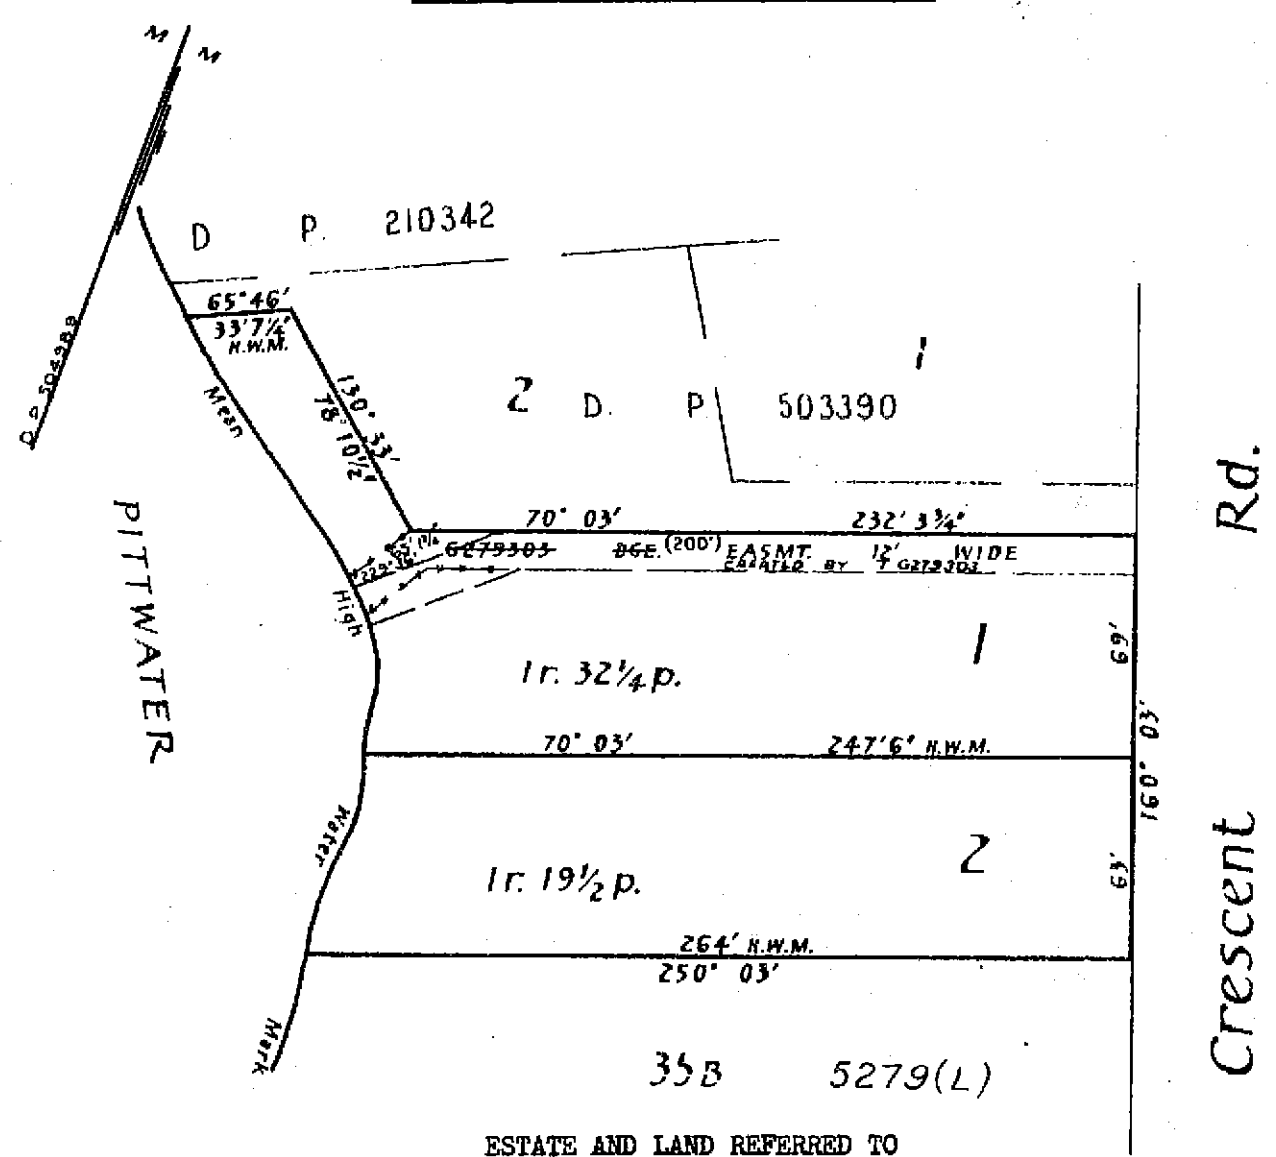 M
M
D. P. 504388
D P. 210342
65° 46'
33' 7¼"
H.W.M.
130° 33'
78' 10½"
1
2 D. P. 503390
Mean
70° 03' 232' 3¾"
G279303 DGE. (200') EASMT. 12' WIDE
CREATED BY T G279303
High
PITTWATER
1
1r. 32¼ p.
69'
70° 03' 247'6" H.W.M.
160° 03'
Water
2
1r. 19½ p.
63'
264' H.W.M.
250° 03'
Mark
Crescent Rd.
35B 5279(L)
ESTATE AND LAND REFERRED TO